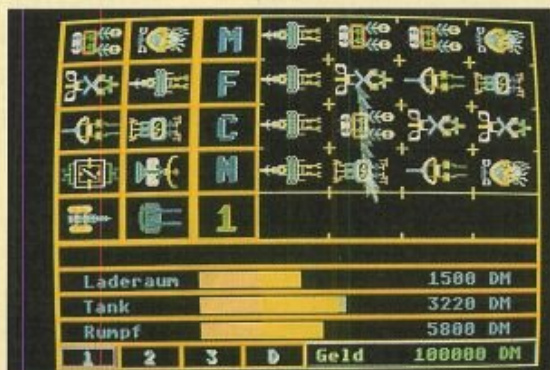 M
F
C
N
1
Laderaum 1500 DM
Tank 3220 DM
Rumpf 5800 DM
1 2 3 D Geld 100000 DM